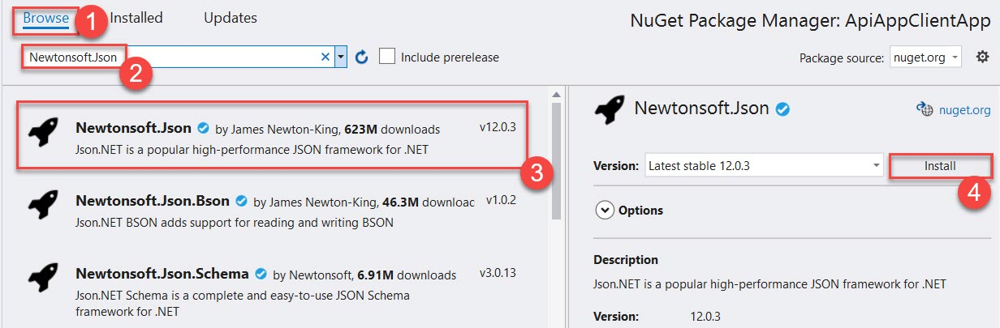 Browse 1 Installed Updates
NuGet Package Manager: ApiAppClientApp
Newtonsoft.Json 2 Include prerelease
Package source: nuget.org
Newtonsoft.Json by James Newton-King, 623M downloads v12.0.3
Json.NET is a popular high-performance JSON framework for .NET
3
Newtonsoft.Json.Bson by James Newton-King, 46.3M downloac v1.0.2
Json.NET BSON adds support for reading and writing BSON
Newtonsoft.Json.Schema by Newtonsoft, 6.91M downloads v3.0.13
Json.NET Schema is a complete and easy-to-use JSON Schema
framework for .NET
Newtonsoft.Json nuget.org
Version: Latest stable 12.0.3 Install
4
Options
Description
Json.NET is a popular high-performance JSON framework for .NET
Version: 12.0.3